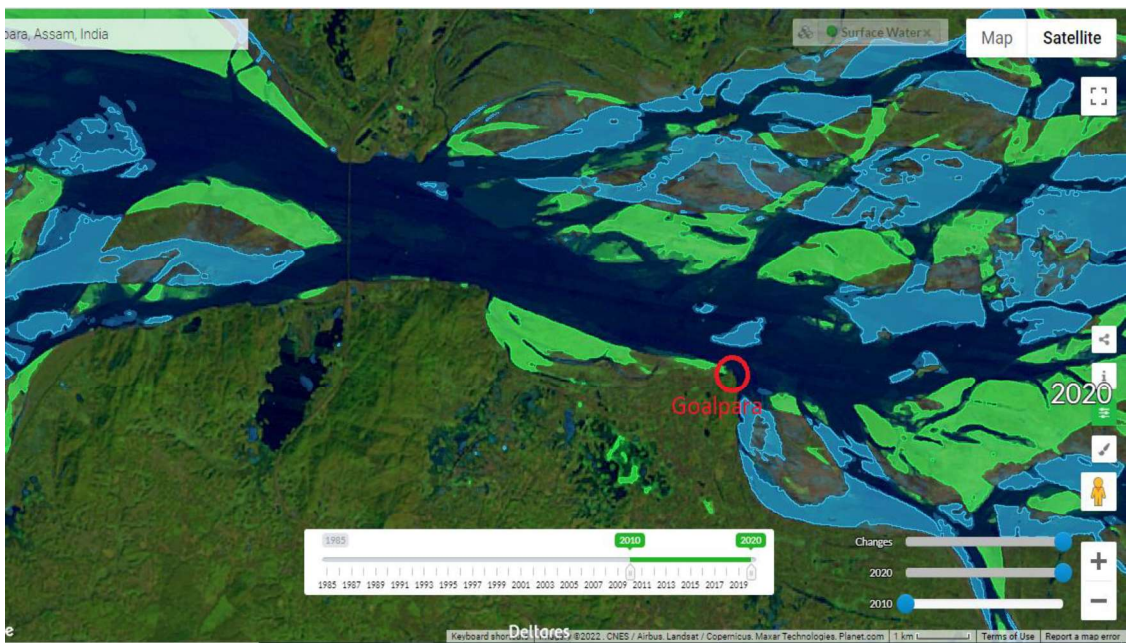 para, Assam, India
Surface Water×
Map Satellite
Goalpara
2020
1985 2010 2020
1985 1987 1989 1991 1993 1995 1997 1999 2001 2003 2005 2007 2009 2011 2013 2015 2017 2019
Changes
2020
2010
e
Deltares
Keyboard ©2022 , CNES / Airbus, Landsat / Copernicus, Maxar Technologies, Planet.com 1 km Terms of Use Report a map error